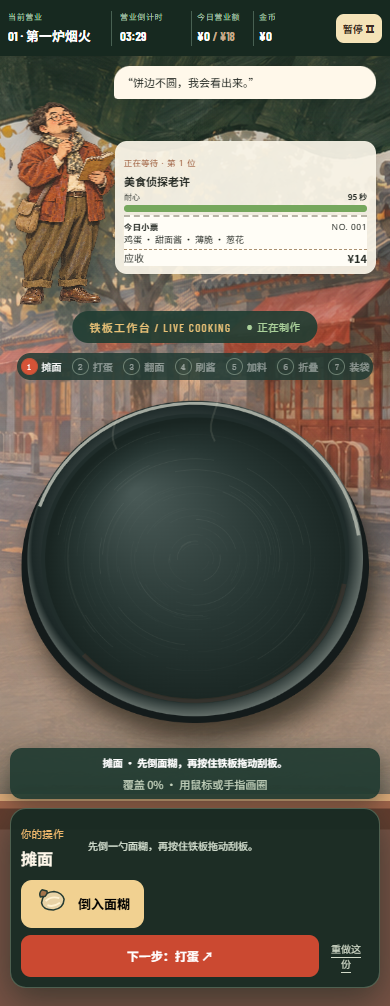 当前营业 营业倒计时 今日营业额 金币
01 · 第一炉烟火 03:29 ¥0 / ¥18 ¥0 暂停
“饼边不圆，我会看出来。”
正在等待 · 第 1 位
美食侦探老许
耐心 95 秒
今日小票 NO. 001
鸡蛋 · 甜面酱 · 薄脆 · 葱花
应收 ¥14
铁板工作台 / LIVE COOKING 正在制作
1 摊面 2 打蛋 3 翻面 4 刷酱 5 加料 6 折叠 7 装袋
摊面 · 先倒面糊，再按住铁板拖动刮板。
覆盖 0% · 用鼠标或手指画圈
你的操作
摊面
先倒一勺面糊，再按住铁板拖动刮板。
倒入面糊
下一步：打蛋 ↗
重做这
份